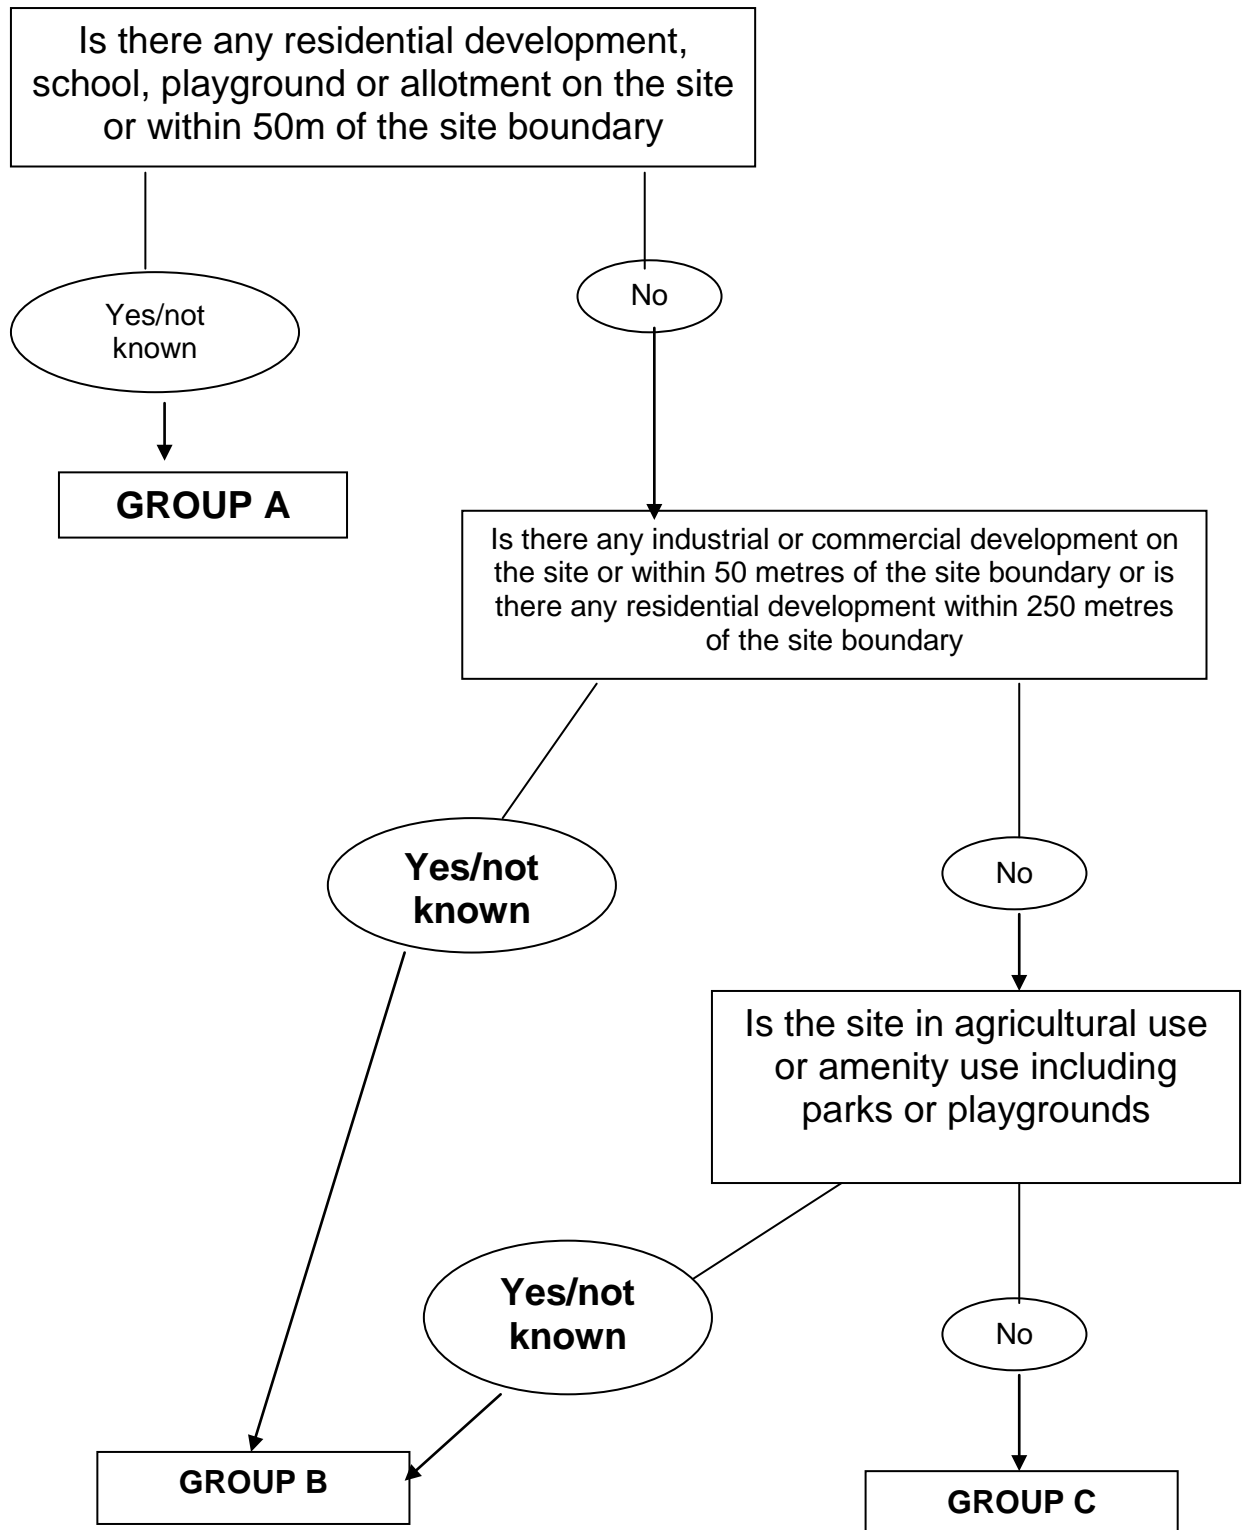 Is there any residential development,
school, playground or allotment on the site
or within 50m of the site boundary
Yes/not
known
No
GROUP A
Is there any industrial or commercial development on
the site or within 50 metres of the site boundary or is
there any residential development within 250 metres
of the site boundary
Yes/not
known
No
Is the site in agricultural use
or amenity use including
parks or playgrounds
Yes/not
known
No
GROUP B
GROUP C